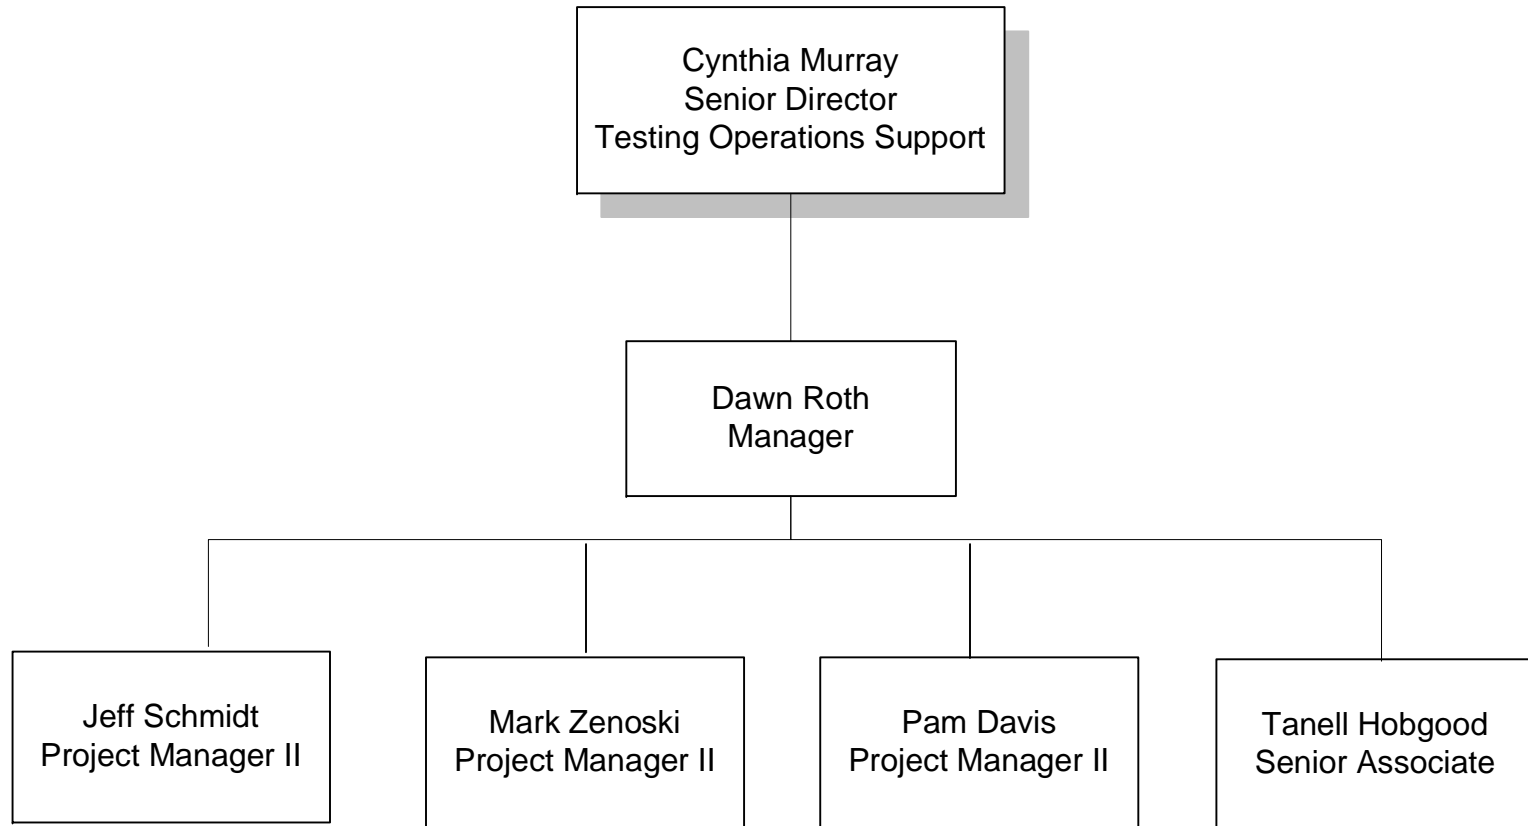 Cynthia Murray
Senior Director
Testing Operations Support
Dawn Roth
Manager
Jeff Schmidt
Project Manager II
Mark Zenoski
Project Manager II
Pam Davis
Project Manager II
Tanell Hobgood
Senior Associate